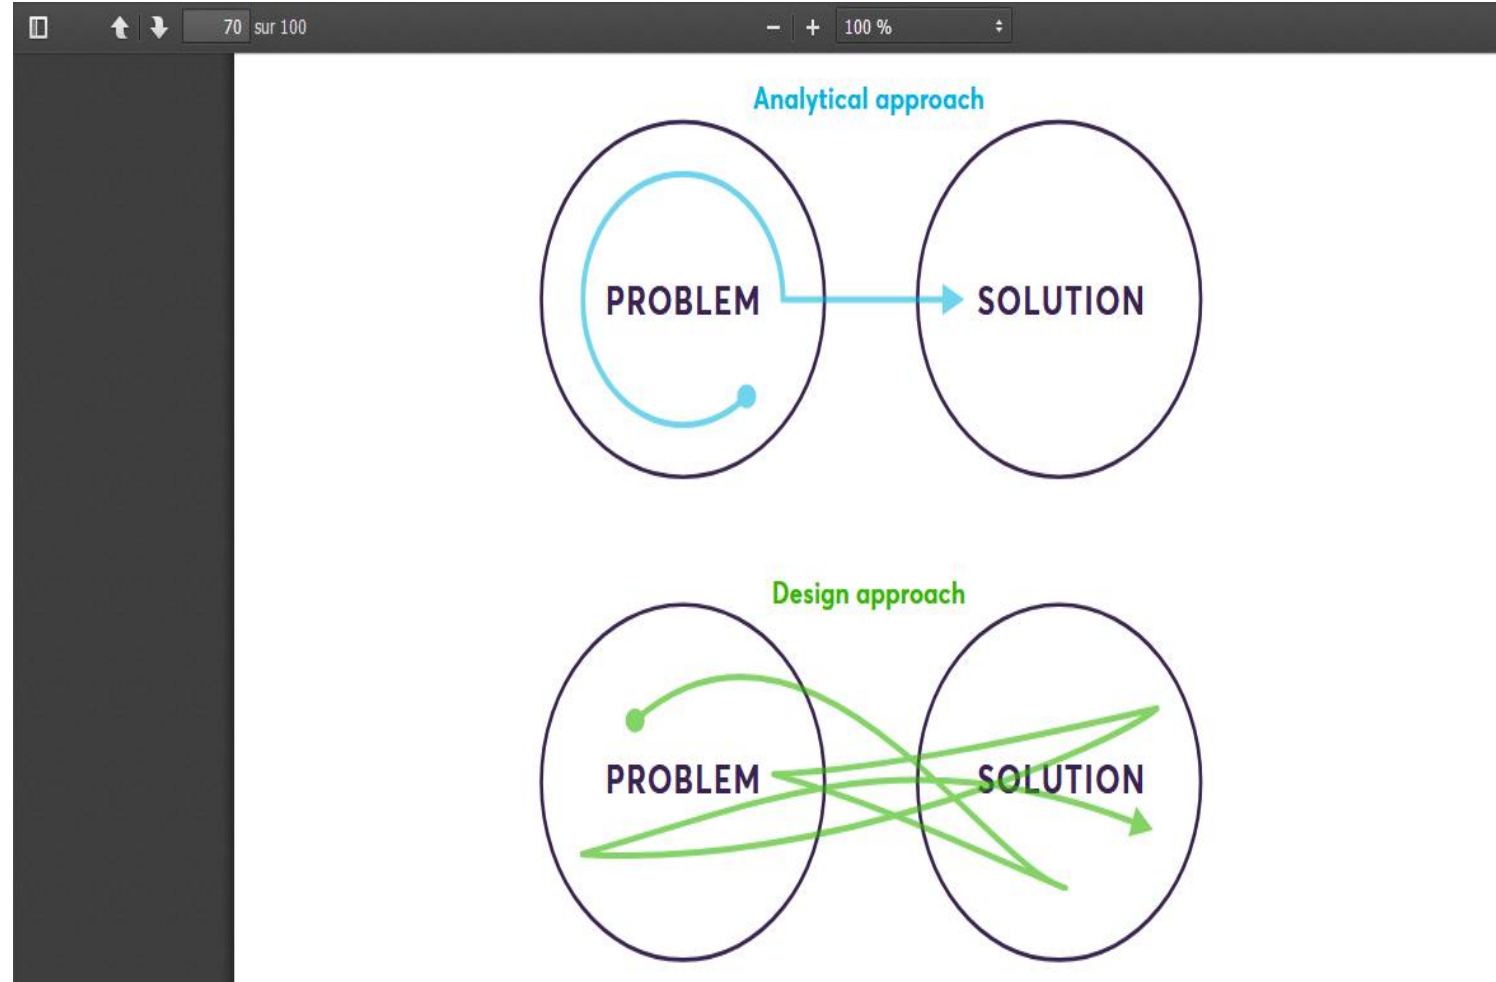 70 sur 100 100 %
Analytical approach
PROBLEM SOLUTION
Design approach
PROBLEM SOLUTION